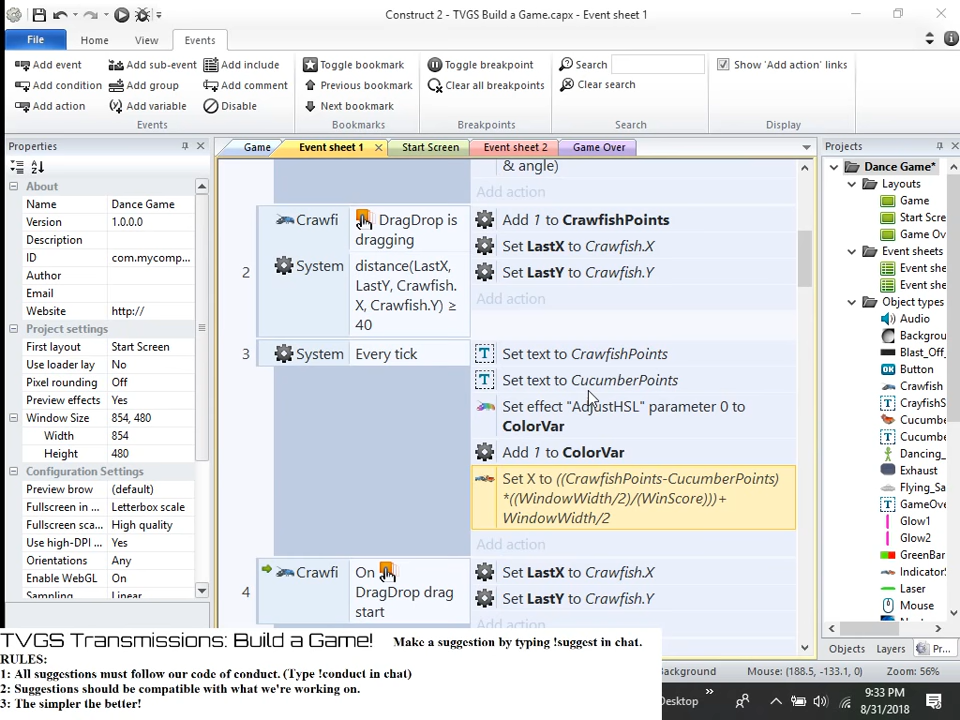 Construct 2 - TVGS Build a Game.capx - Event sheet 1
File Home View Events
Add event Add sub-event Add include Toggle bookmark Toggle breakpoint Search Show 'Add action' links
Add condition Add group Add comment Previous bookmark Clear all breakpoints Clear search
Add action Add variable Disable Next bookmark
Events Bookmarks Breakpoints Search Display
Properties Game Event sheet 1 Start Screen Event sheet 2 Game Over Projects
About
Name Dance Game
Version 1.0.0.0
Description
ID com.mycomp...
Author
Email
Website http://
Project settings
First layout Start Screen
Use loader lay No
Pixel rounding Off
Preview effects Yes
Window Size 854, 480
Width 854
Height 480
Configuration Settings
Preview brow (default)
Fullscreen in Letterbox scale
Fullscreen sca... High quality
Use high-DPI ... Yes
Orientations Any
Enable WebGL On
Sampling Linear
& angle)
Add action
2
Crawfi DragDrop is dragging
System distance(LastX,
LastY, Crawfish.
X, Crawfish.Y) ≥
40
Add 1 to CrawfishPoints
Set LastX to Crawfish.X
Set LastY to Crawfish.Y
Add action
3
System Every tick
Set text to CrawfishPoints
Set text to CucumberPoints
Set effect "AdjustHSL" parameter 0 to
ColorVar
Add 1 to ColorVar
Set X to ((CrawfishPoints-CucumberPoints)
*((WindowWidth/2)/(WinScore)))+
WindowWidth/2
Add action
4
Crawfi On
DragDrop drag
start
Set LastX to Crawfish.X
Set LastY to Crawfish.Y
Add action
Dance Game*
Layouts
Game
Start Scre
Game Ov
Event sheets
Event she
Event she
Object types
Audio
Backgrou
Blast_Off_
Button
Crawfish
CrayfishS
Cucumbe
Cucumbe
Dancing_
Exhaust
Flying_Sa
GameOve
Glow1
Glow2
GreenBar
Indicator
Laser
Mouse
Objects Layers Pr...
ackground Mouse: (188.5, -133.1, 0) Zoom: 56%
TVGS Transmissions: Build a Game! Make a suggestion by typing !suggest in chat.
RULES:
1: All suggestions must follow our code of conduct. (Type !conduct in chat)
2: Suggestions should be compatible with what we're working on.
3: The simpler the better!
Desktop
9:33 PM
8/31/2018